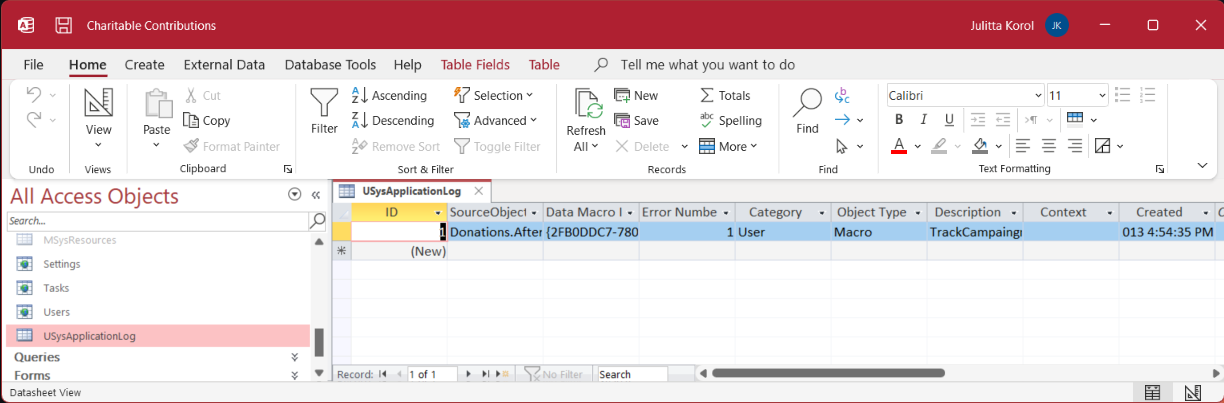 Charitable Contributions
Julitta Korol JK
File Home Create External Data Database Tools Help Table Fields Table Tell me what you want to do
View
Views
Undo
Paste
Cut
Copy
Format Painter
Clipboard
Filter
Ascending
Descending
Remove Sort
Selection
Advanced
Toggle Filter
Sort & Filter
Refresh
All
New
Save
Delete
Totals
Spelling
More
Records
Find
Find
Calibri 11
B I U
A
Text Formatting
All Access Objects
Search...
MSysResources
Settings
Tasks
Users
USysApplicationLog
Queries
Forms
USysApplicationLog
ID SourceObject Data Macro I Error Numbe Category Object Type Description Context Created
1 Donations.After {2FB0DDC7-780 1 User Macro TrackCampaing 013 4:54:35 PM
(New)
Record: 1 of 1 No Filter Search
Datasheet View